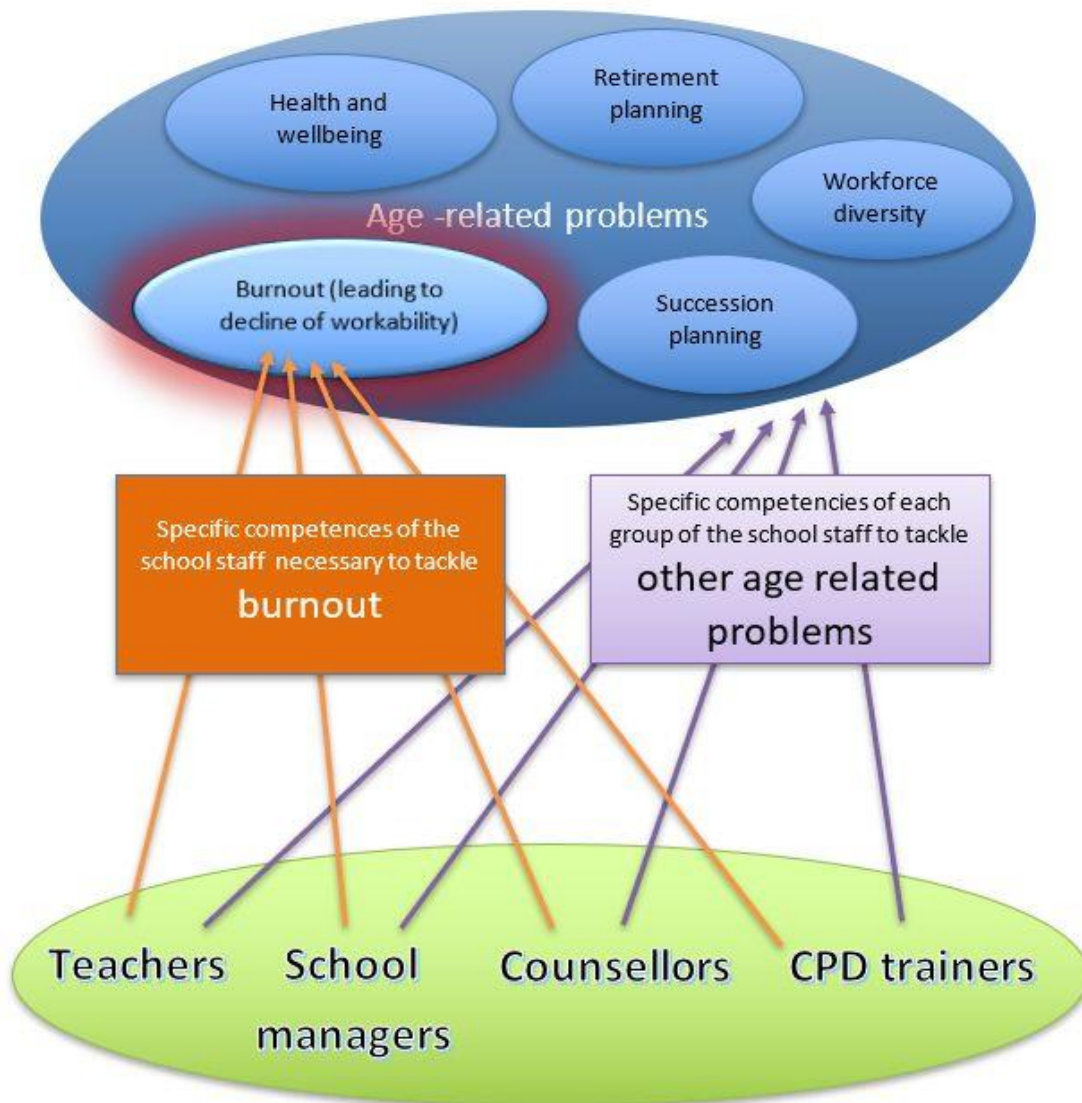 Health and
wellbeing
Retirement
planning
Workforce
diversity
Age -related problems
Burnout (leading to
decline of workability)
Succession
planning
Specific competences of the
school staff necessary to tackle
burnout
Specific competencies of each
group of the school staff to tackle
other age related
problems
Teachers
School
managers
Counsellors
CPD trainers